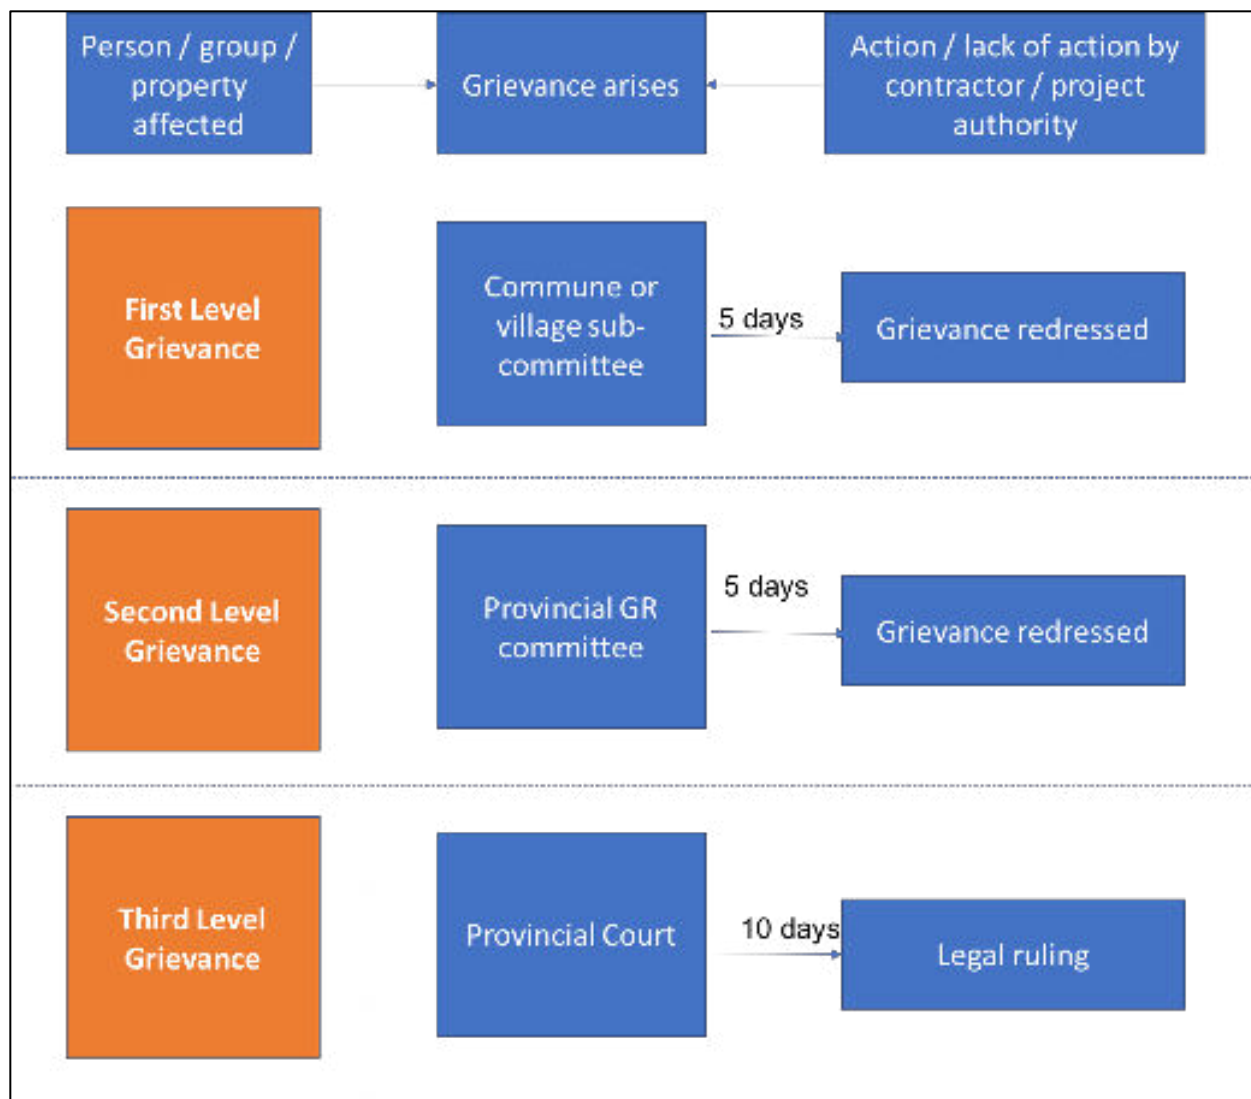 Person / group /
property
affected
Grievance arises
Action / lack of action by
contractor / project
authority
First Level
Grievance
Commune or
village sub-
committee
5 days
Grievance redressed
Second Level
Grievance
Provincial GR
committee
5 days
Grievance redressed
Third Level
Grievance
Provincial Court
10 days
Legal ruling